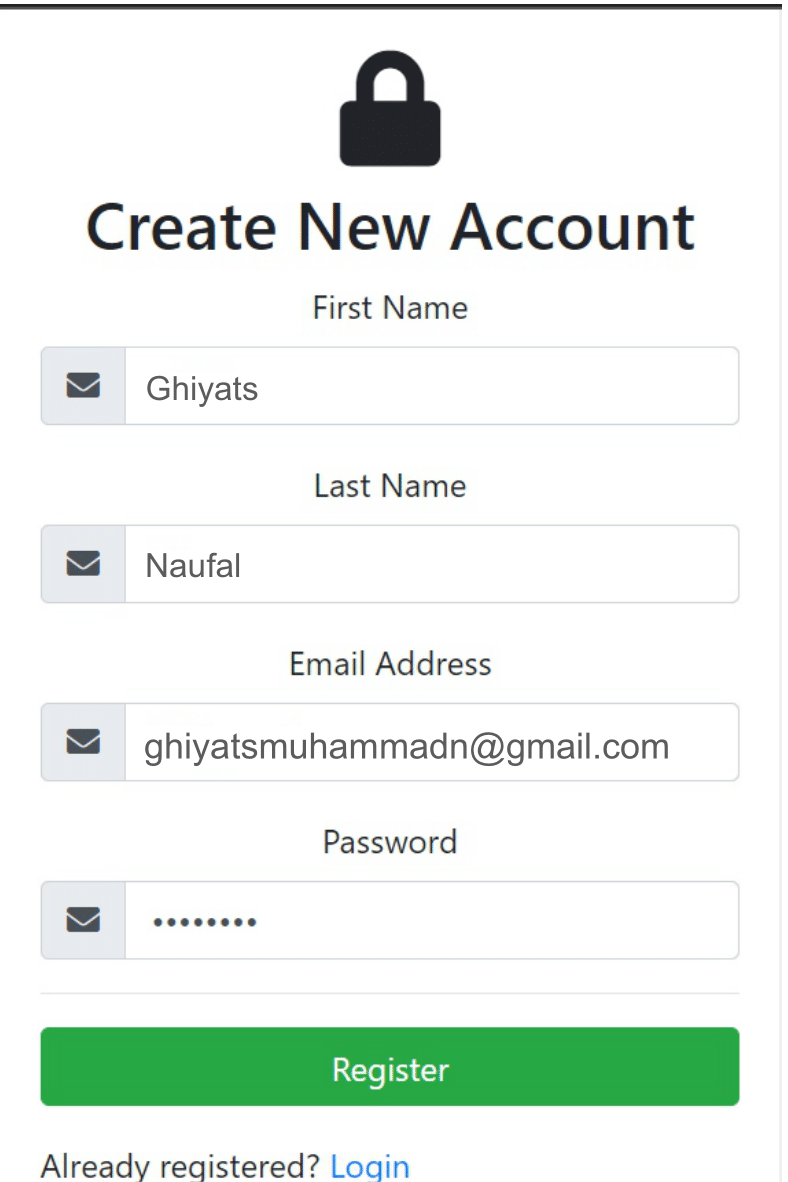 Create New Account
First Name
Ghiyats
Last Name
Naufal
Email Address
ghiyatsmuhammadn@gmail.com
Password
••••••••
Register
Already registered? Login